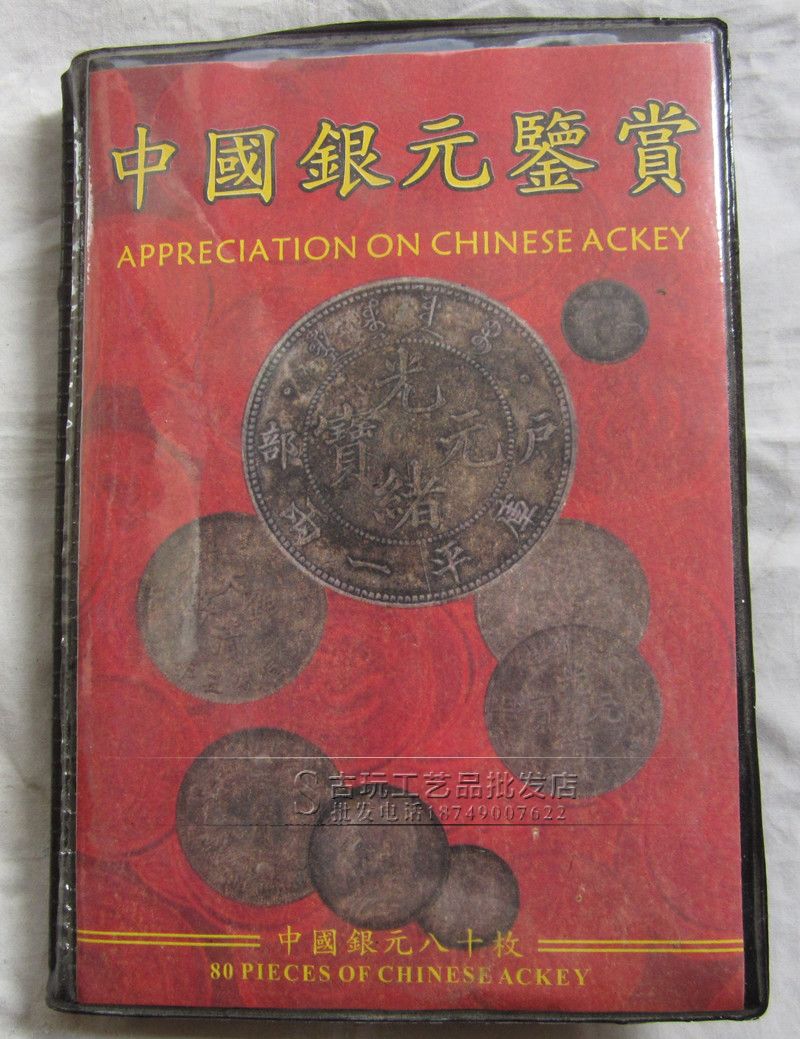 中國銀元鑒賞
APPRECIATION ON CHINESE ACKEY
光緒元寶
戶部
庫平一兩
S 古玩工艺品批发店
批发电话18749007622
中國銀元八十枚
80 PIECES OF CHINESE ACKEY